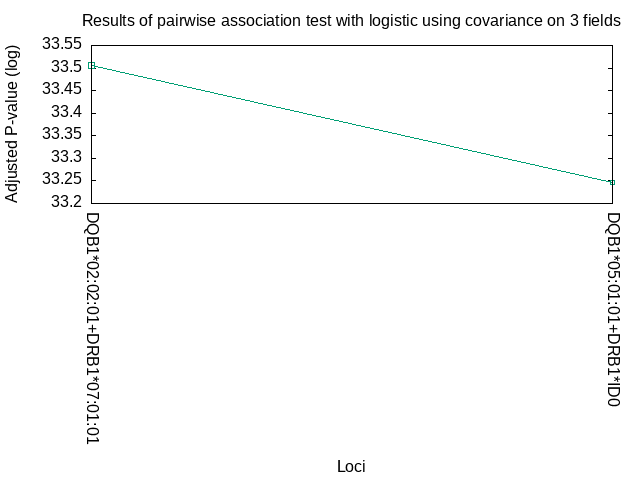 Results of pairwise association test with logistic using covariance on 3 fields
Adjusted P-value (log)
33.55
33.5
33.45
33.4
33.35
33.3
33.25
33.2
DQB1*02:02:01+DRB1*07:01:01
DQB1*05:01:01+DRB1*ID0
Loci